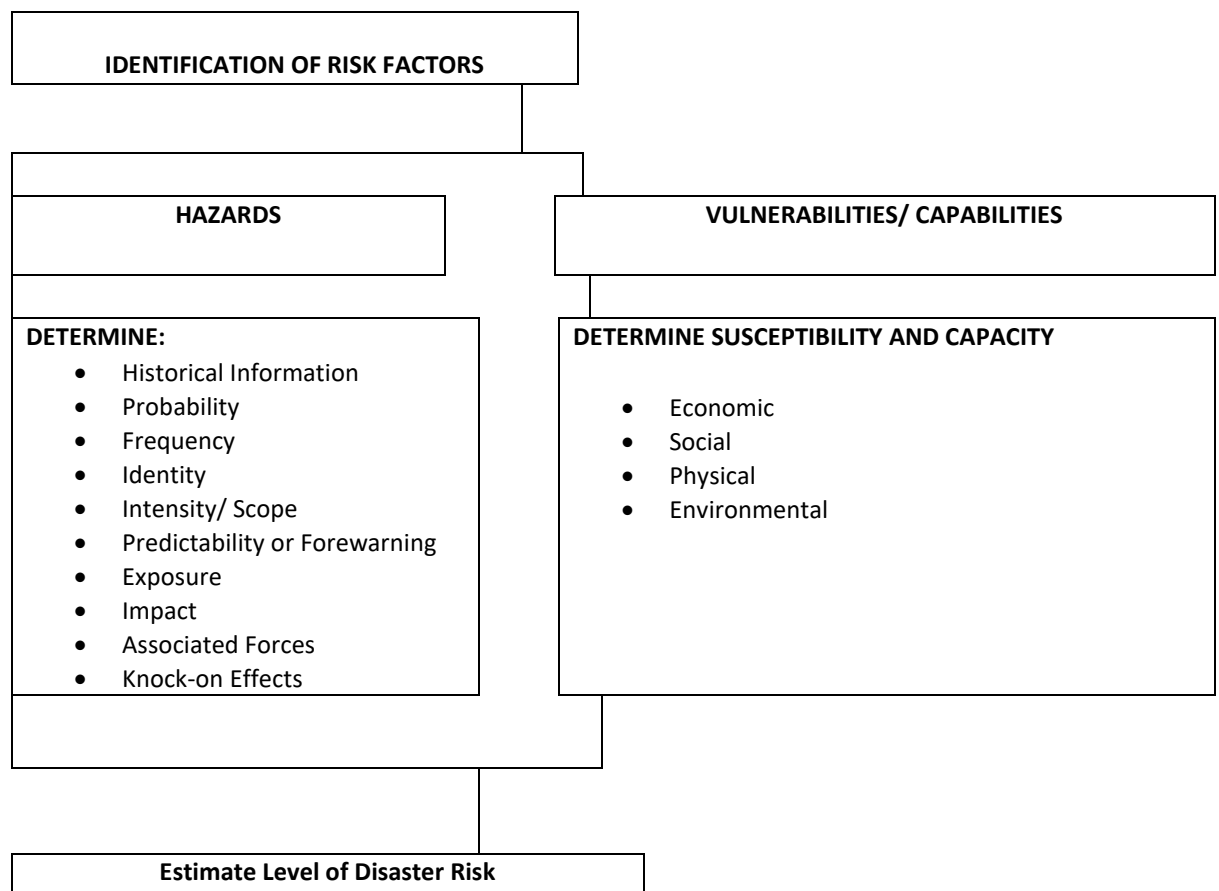 IDENTIFICATION OF RISK FACTORS
HAZARDS
VULNERABILITIES/ CAPABILITIES
DETERMINE:
• Historical Information
• Probability
• Frequency
• Identity
• Intensity/ Scope
• Predictability or Forewarning
• Exposure
• Impact
• Associated Forces
• Knock-on Effects
DETERMINE SUSCEPTIBILITY AND CAPACITY
• Economic
• Social
• Physical
• Environmental
Estimate Level of Disaster Risk